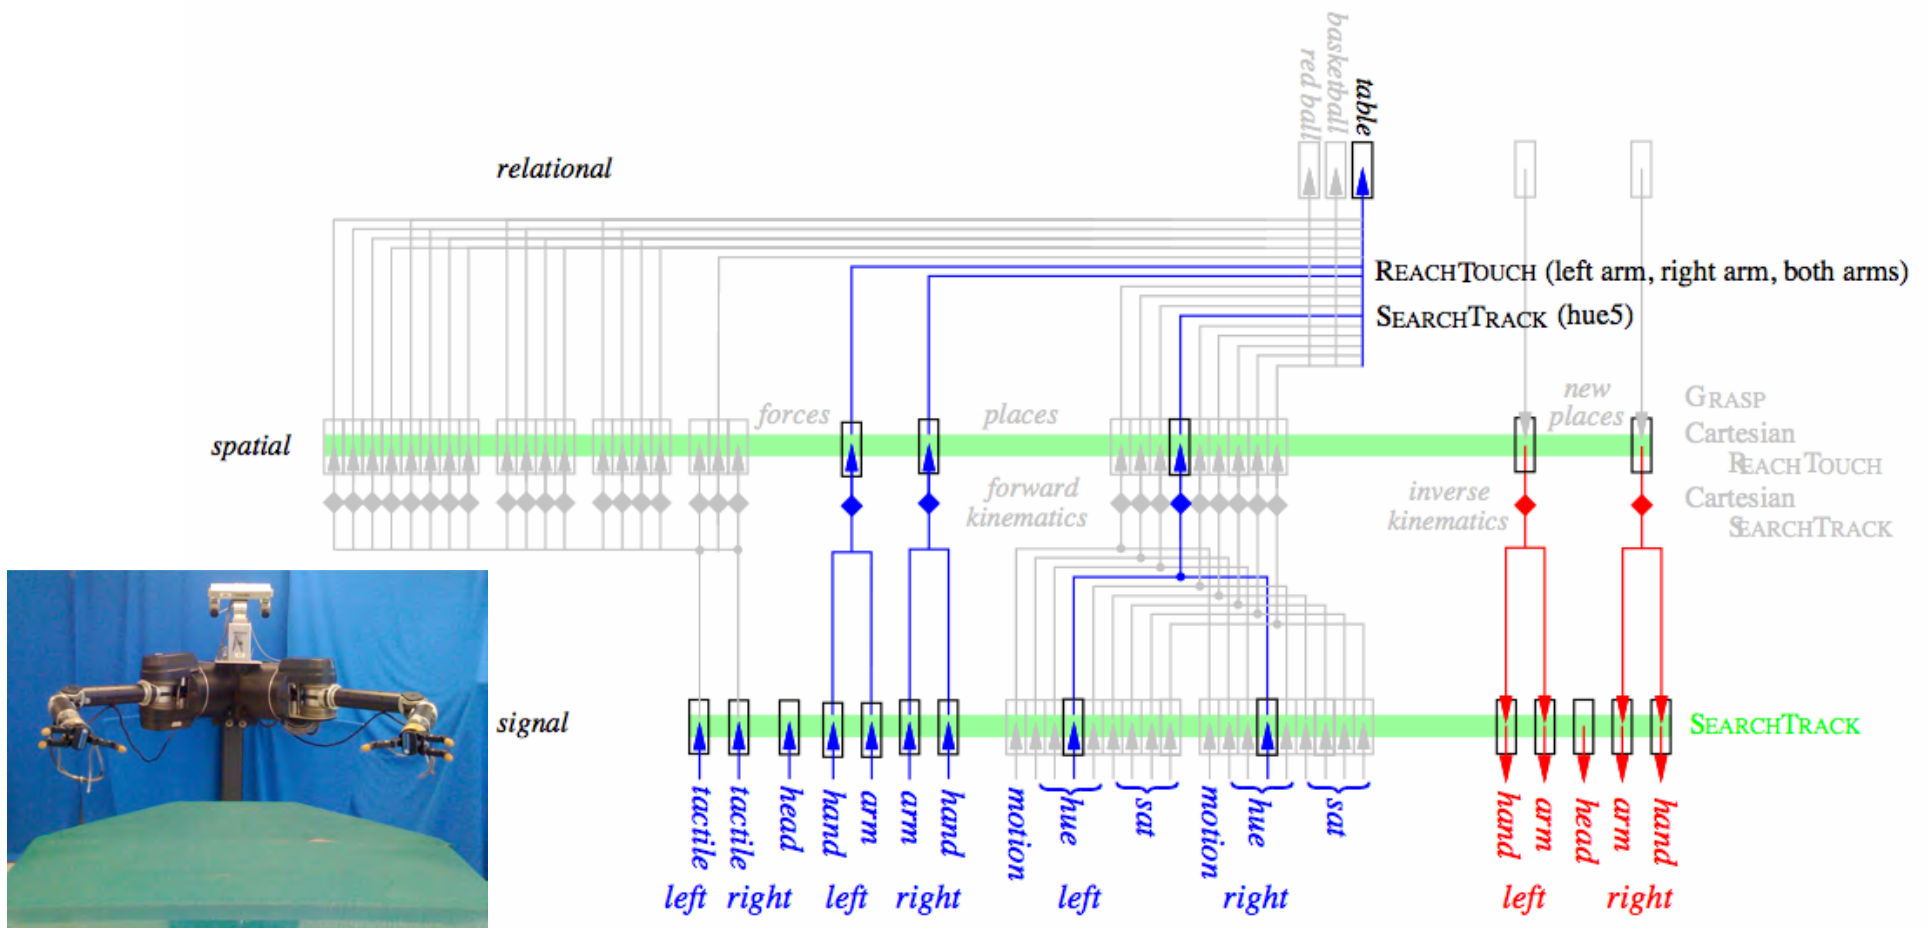 basketball
red ball
table
relational
REACHTOUCH (left arm, right arm, both arms)
SEARCHTRACK (hue5)
forces
places
new
places
GRASP
Cartesian
REACHTOUCH
spatial
forward
kinematics
inverse
kinematics
Cartesian
SEARCHTRACK
signal
SEARCHTRACK
tactile
tactile
head
hand
arm
arm
hand
motion
hue
sat
motion
hue
sat
hand
arm
head
arm
hand
left
right
left
right
left
right
left
right